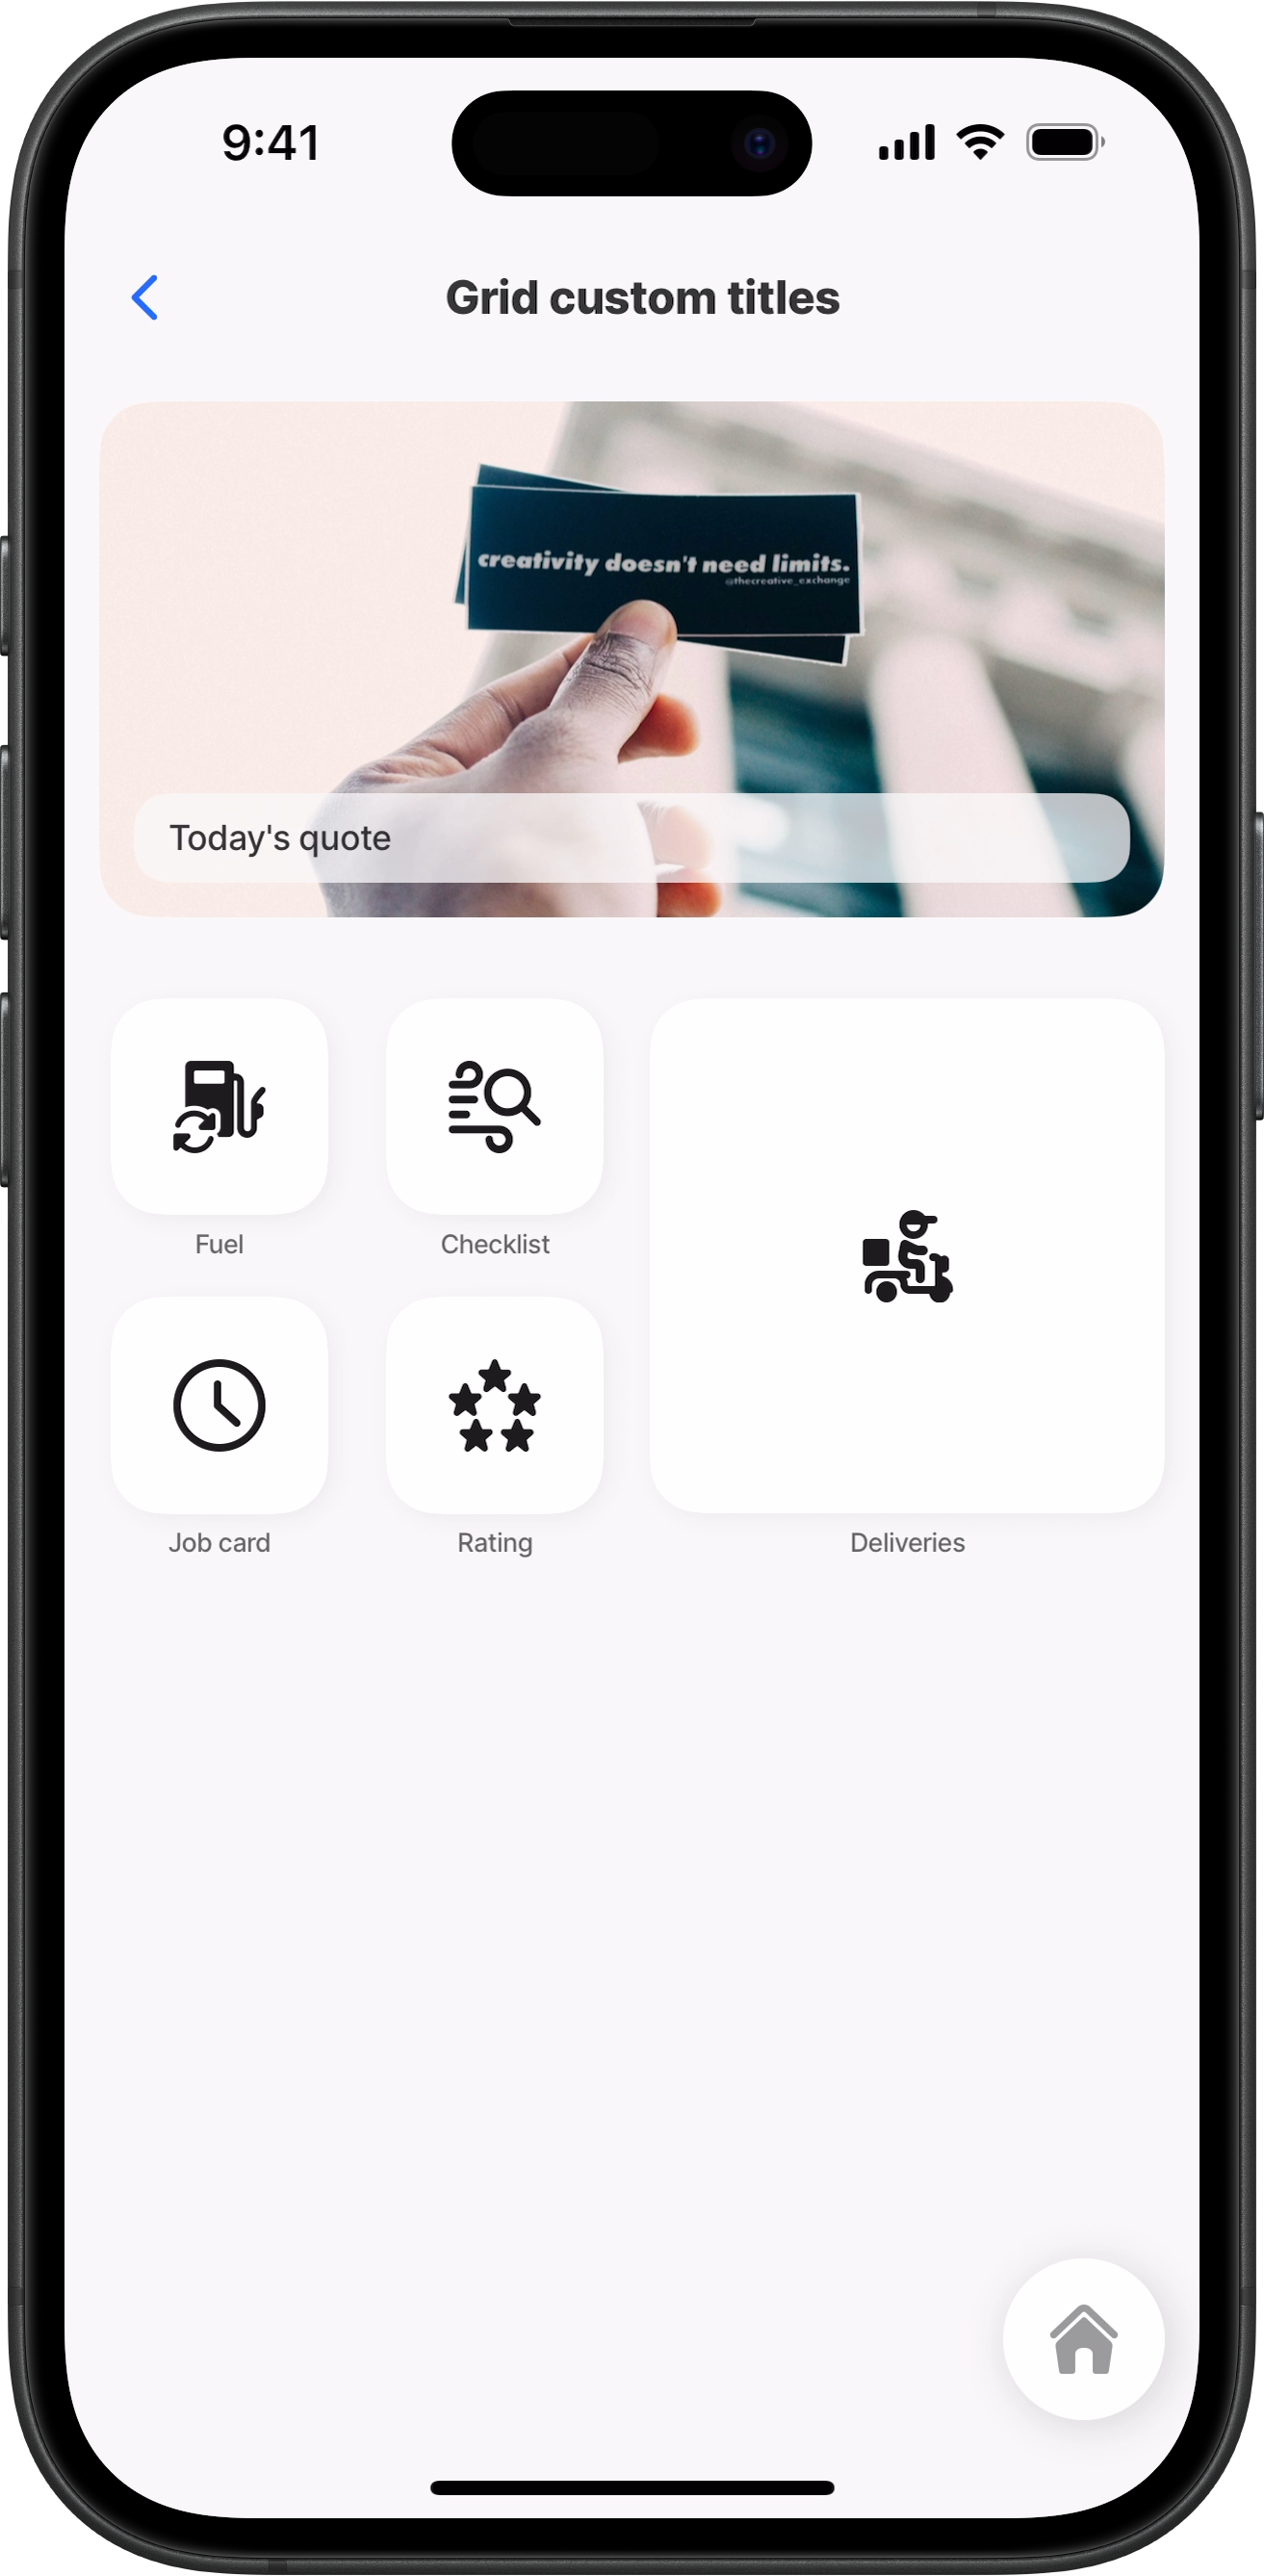 9:41
Grid custom titles
creativity doesn't need limits.
@thecreative_exchange
Today's quote
Fuel
Checklist
Job card
Rating
Deliveries